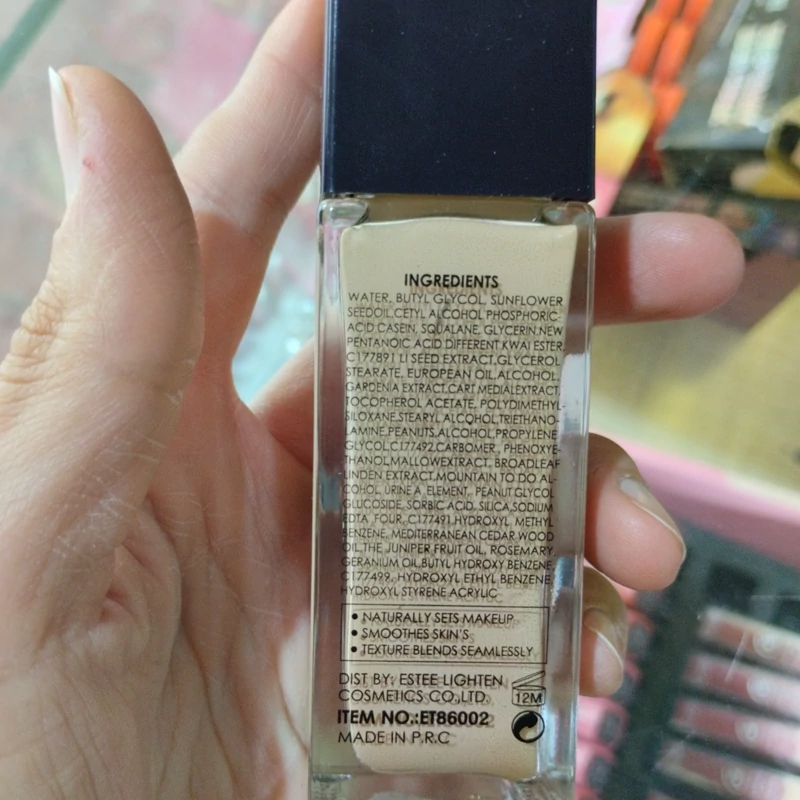 INGREDIENTS
WATER, BUTYL GLYCOL, SUNFLOWER
SEEDOIL,CETYL ALCOHOL PHOSPHORIC
ACID CASEIN, SQUALANE, GLYCERIN,NEW
PENTANOIC ACID DIFFERENT,KWAI ESTER,
C177891 LI SEED EXTRACT,GLYCEROL
STEARATE, EUROPEAN OIL,ALCOHOL,
GARDENIA EXTRACT,CART MEDIALEXTRACT,
TOCOPHEROL ACETATE, POLYDIMETHYL-
SILOXANE,STEARYL ALCOHOL,TRIETHANO-
LAMINE,PEANUTS,ALCOHOL,PROPYLENE
GLYCOL,C177492,CARBOMER, PHENOXYE-
THANOL,MALLOWEXTRACT, BROADLEAF
LINDEN EXTRACT,MOUNTAIN TO DO AL-
COHOL, URINE A ELEMENT, PEANUT GLYCOL
GLUCOSIDE, SORBIC ACID, SILICA,SODIUM
EDTA FOUR, C177491,HYDROXYL METHYL
BENZENE, MEDITERRANEAN CEDAR WOOD
OIL,THE JUNIPER FRUIT OIL, ROSEMARY,
GERANIUM OIL,BUTYL HYDROXY BENZENE,
C177499, HYDROXYL ETHYL BENZENE,
HYDROXYL STYRENE ACRYLIC
• NATURALLY SETS MAKEUP
• SMOOTHES SKIN'S
• TEXTURE BLENDS SEAMLESSLY
DIST BY: ESTEE LIGHTEN
COSMETICS CO.,LTD.
12M
ITEM NO.:ET86002
MADE IN P.R.C